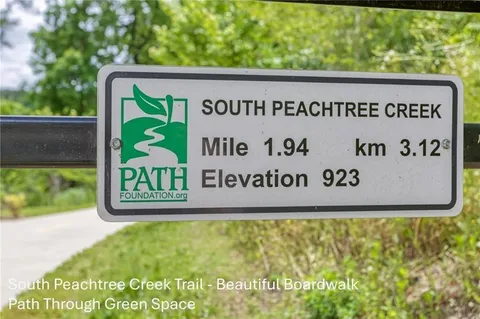 SOUTH PEACHTREE CREEK
Mile 1.94 km 3.12
Elevation 923
PATH
FOUNDATION.org
South Peachtree Creek Trail - Beautiful Boardwalk
Path Through Green Space